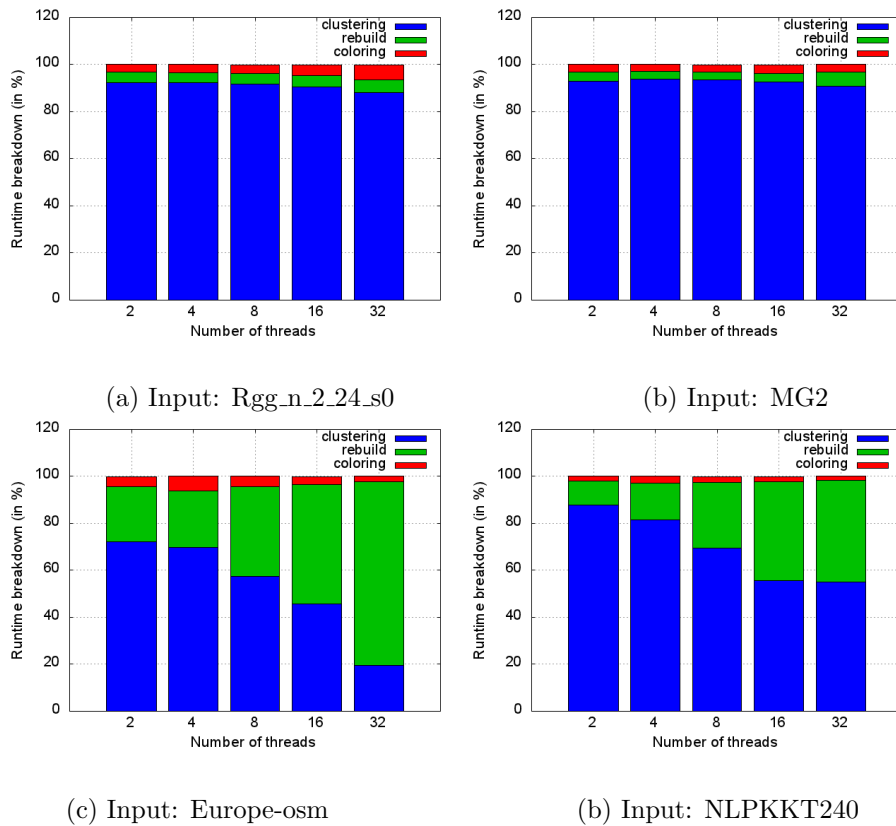 120
100
80
60
40
20
0
Runtime breakdown (in %)
clustering
rebuild
coloring
2 4 8 16 32
Number of threads
(a) Input: Rgg_n_2_24_s0
120
100
80
60
40
20
0
Runtime breakdown (in %)
clustering
rebuild
coloring
2 4 8 16 32
Number of threads
(b) Input: MG2
120
100
80
60
40
20
0
Runtime breakdown (in %)
clustering
rebuild
coloring
2 4 8 16 32
Number of threads
(c) Input: Europe-osm
120
100
80
60
40
20
0
Runtime breakdown (in %)
clustering
rebuild
coloring
2 4 8 16 32
Number of threads
(b) Input: NLPKKT240